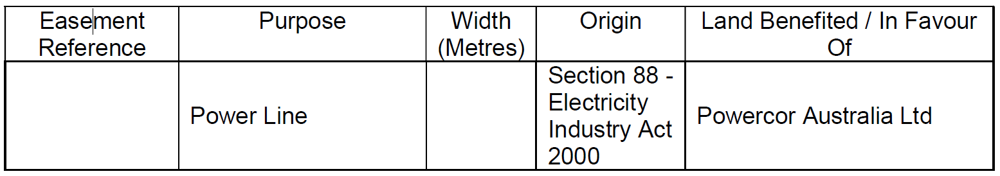 Easement Reference | Purpose | Width (Metres) | Origin | Land Benefited / In Favour Of
Power Line | Section 88 - Electricity Industry Act 2000 | Powercor Australia Ltd